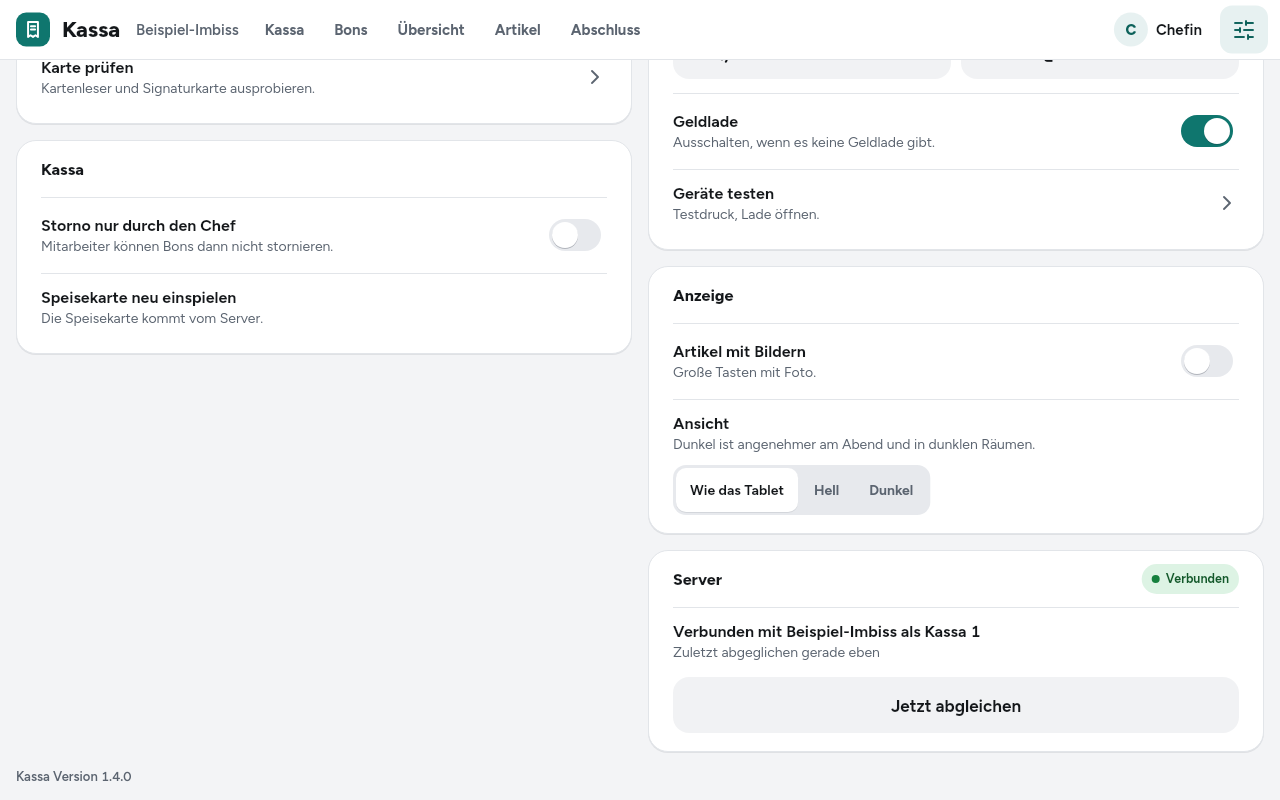 Kassa
Beispiel-Imbiss
Kassa
Bons
Übersicht
Artikel
Abschluss
C
Chefin
Karte prüfen
Kartenleser und Signaturkarte ausprobieren.
Kassa
Storno nur durch den Chef
Mitarbeiter können Bons dann nicht stornieren.
Speisekarte neu einspielen
Die Speisekarte kommt vom Server.
Geldlade
Ausschalten, wenn es keine Geldlade gibt.
Geräte testen
Testdruck, Lade öffnen.
Anzeige
Artikel mit Bildern
Große Tasten mit Foto.
Ansicht
Dunkel ist angenehmer am Abend und in dunklen Räumen.
Wie das Tablet
Hell
Dunkel
Server
Verbunden
Verbunden mit Beispiel-Imbiss als Kassa 1
Zuletzt abgeglichen gerade eben
Jetzt abgleichen
Kassa Version 1.4.0